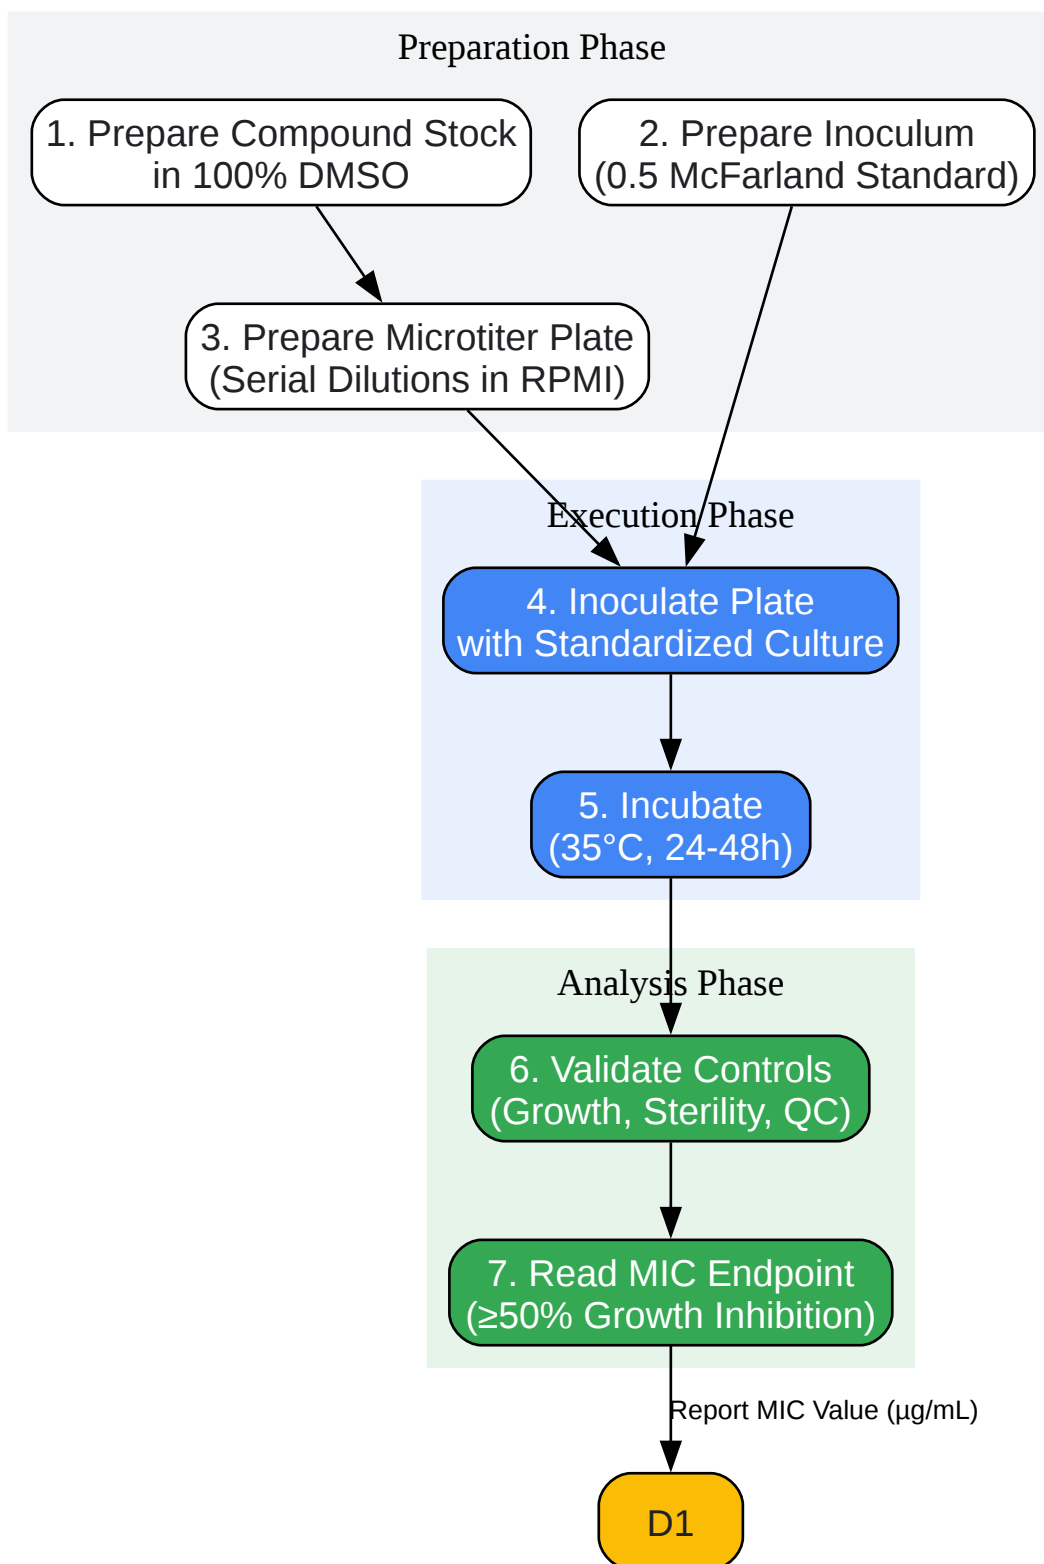 Preparation Phase
1. Prepare Compound Stock
in 100% DMSO
2. Prepare Inoculum
(0.5 McFarland Standard)
3. Prepare Microtiter Plate
(Serial Dilutions in RPMI)
Execution Phase
4. Inoculate Plate
with Standardized Culture
5. Incubate
(35°C, 24-48h)
Analysis Phase
6. Validate Controls
(Growth, Sterility, QC)
7. Read MIC Endpoint
(≥50% Growth Inhibition)
Report MIC Value (µg/mL)
D1